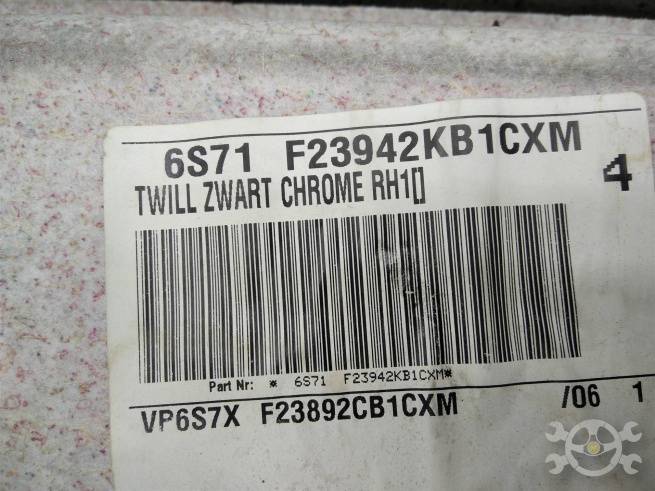 6S71 F23942KB1CXM
TWILL ZWART CHROME RH1[]
4
Part Nr: * 6S71 F23942KB1CXM*
VP6S7X F23892CB1CXM /06 1